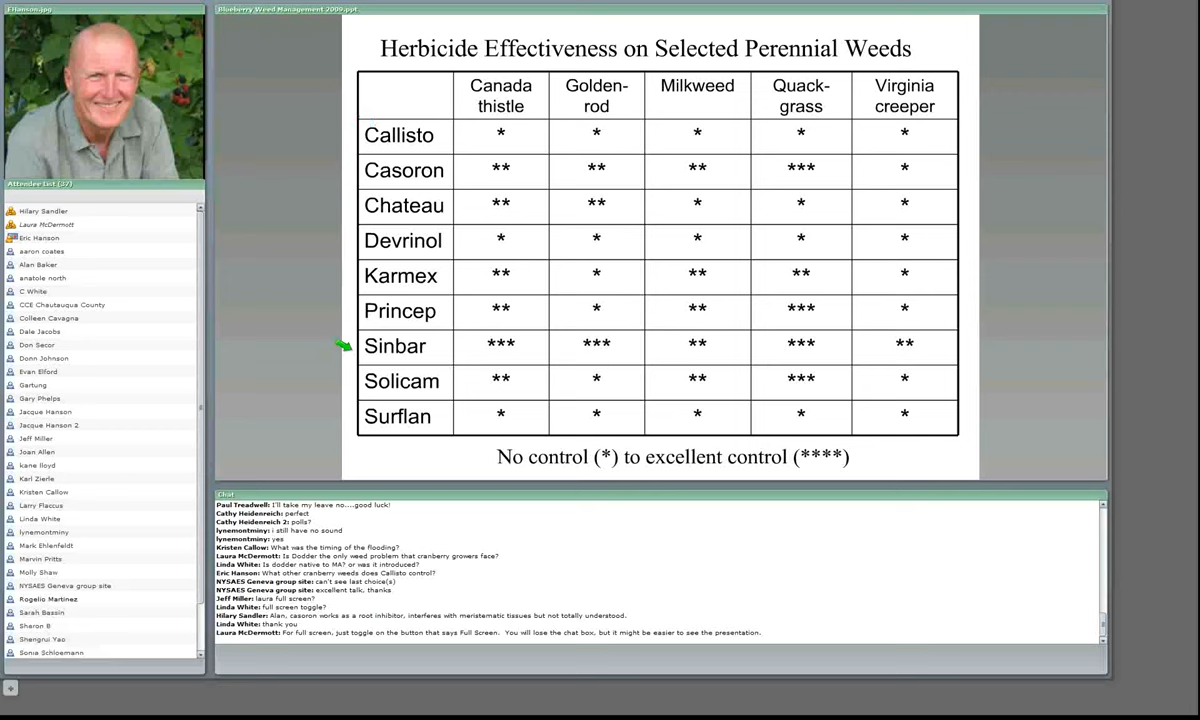 EHanson.jpg
Attendee List (37)
Hilary Sandler
Laura McDermott
Eric Hanson
aaron coates
Alan Baker
anatole north
C White
CCE Chautauqua County
Colleen Cavagna
Dale Jacobs
Don Secor
Donn Johnson
Evan Elford
Gartung
Gary Phelps
Jacque Hanson
Jacque Hanson 2
Jeff Miller
Joan Allen
kane lloyd
Karl Zierle
Kristen Callow
Larry Flaccus
Linda White
lynemontminy
Mark Ehlenfeldt
Marvin Pritts
Molly Shaw
NYSAES Geneva group site
Rogelio Martinez
Sarah Bassin
Sharon B
Shengrui Yao
Sonia Schloemann
Blueberry Weed Management 2009.ppt
Herbicide Effectiveness on Selected Perennial Weeds
Canada thistle Golden-rod Milkweed Quack-grass Virginia creeper
Callisto * * * * *
Casoron ** ** ** *** *
Chateau ** ** * * *
Devrinol * * * * *
Karmex ** * ** ** *
Princep ** * ** *** *
Sinbar *** *** ** *** **
Solicam ** * ** *** *
Surflan * * * * *
No control (*) to excellent control (****)
Chat
Paul Treadwell: I'll take my leave no....good luck!
Cathy Heidenreich: perfect
Cathy Heidenreich 2: polls?
lynemontminy: i still have no sound
lynemontminy: yes
Kristen Callow: What was the timing of the flooding?
Laura McDermott: Is Dodder the only weed problem that cranberry growers face?
Linda White: Is dodder native to MA? or was it introduced?
Eric Hanson: What other cranberry weeds does Callisto control?
NYSAES Geneva group site: can't see last choice(s)
NYSAES Geneva group site: excellent talk, thanks
Jeff Miller: laura full screen?
Linda White: full screen toggle?
Hilary Sandler: Alan, casoron works as a root inhibitor, interferes with meristematic tissues but not totally understood.
Linda White: thank you
Laura McDermott: For full screen, just toggle on the button that says Full Screen. You will lose the chat box, but it might be easier to see the presentation.